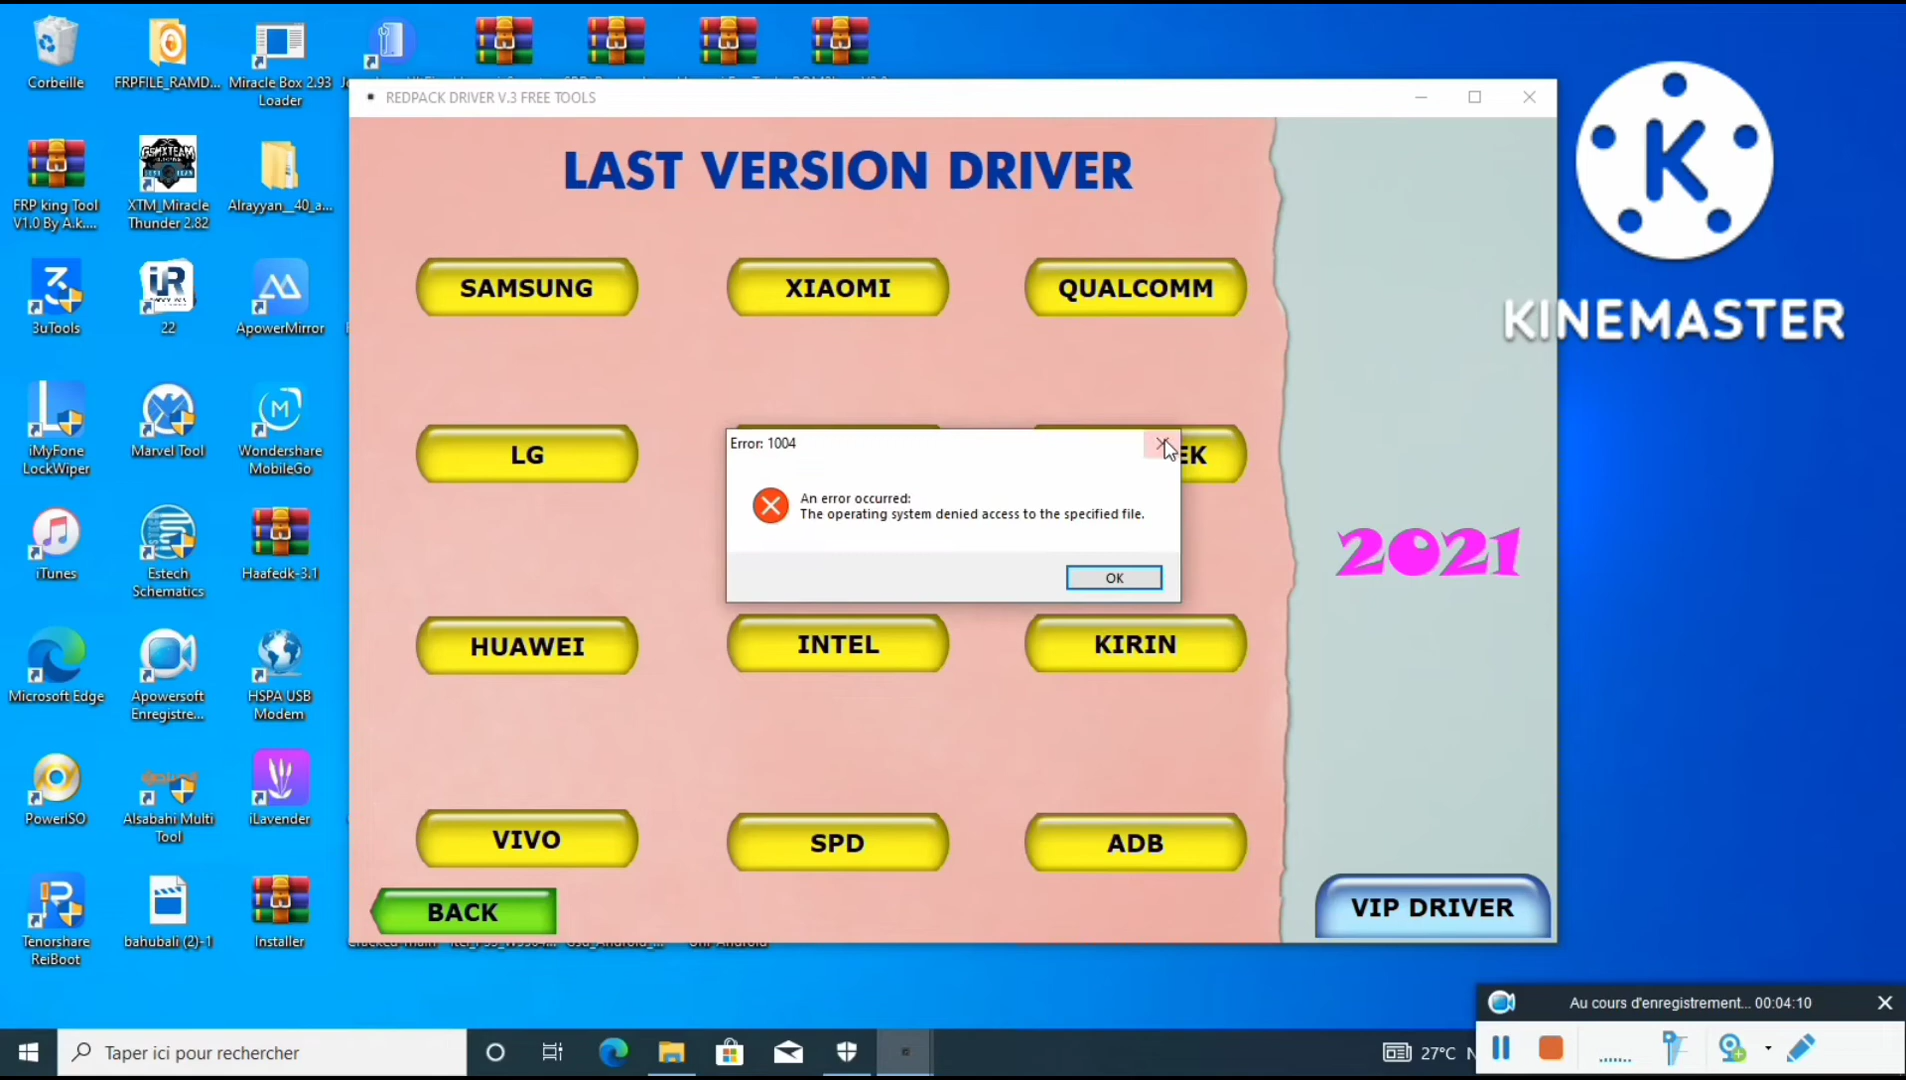 Corbeille
FRPFILE_RAMD...
Miracle Box 2.93
Loader
REDPACK DRIVER V.3 FREE TOOLS
K
KINEMASTER
LAST VERSION DRIVER
FRP king Tool
V1.0 By A.k....
XTM_Miracle
Thunder 2.82
Alrayyan__40_a...
SAMSUNG
XIAOMI
QUALCOMM
3uTools
22
ApowerMirror
iMyFone
LockWiper
Marvel Tool
Wondershare
MobileGo
LG
EK
Error: 1004
An error occurred:
The operating system denied access to the specified file.
OK
2021
iTunes
Estech
Schematics
Haafedk-3.1
HUAWEI
INTEL
KIRIN
Microsoft Edge
Apowersoft
Enregistre...
HSPA USB
Modem
PowerISO
Alsabahi Multi
Tool
iLavender
VIVO
SPD
ADB
BACK
VIP DRIVER
Tenorshare
ReiBoot
bahubali (2)-1
Installer
Au cours d'enregistrement... 00:04:10
Taper ici pour rechercher
27°C